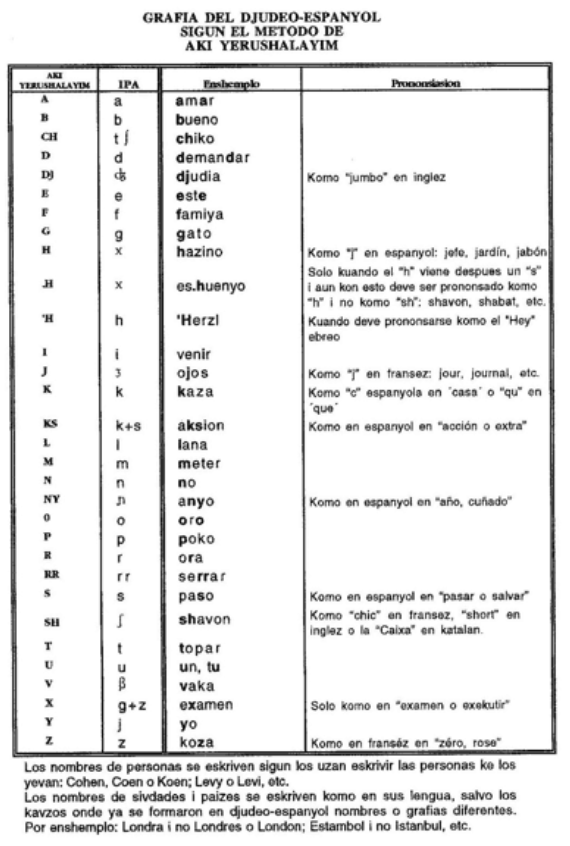 GRAFIA DEL DJUDEO-ESPANYOL
SIGUN EL METODO DE
AKI YERUSHALAYIM
AKI YERUSHALAYIM IPA Enshemplo Prononsiasion
A a amar
B b bueno
CH t ʃ chiko
D d demandar
DJ ʤ djudia Komo "jumbo" en inglez
E e este
F f famiya
G g gato
H x hazino Komo "j" en espanyol: jefe, jardín, jabón
.H x es.huenyo Solo kuando el "h" viene despues un "s"
i aun kon esto deve ser prononsado komo
"h" i no komo "sh": shavon, shabat, etc.
'H h 'Herzl Kuando deve prononsarse komo el "Hey"
ebreo
I i venir
J ʒ ojos Komo "j" en fransez: jour, journal, etc.
K k kaza Komo "c" espanyola en ´casa´ o "qu" en
´que´
KS k+s aksion Komo en espanyol en "acción o extra"
L l lana
M m meter
N n no
NY ɲ anyo Komo en espanyol en "año, cuñado"
O o oro
P p poko
R r ora
RR rr serrar
S s paso Komo en espanyol en "pasar o salvar"
SH ʃ shavon Komo "chic" en fransez, "short" en
inglez o la "Caixa" en katalan.
T t topar
U u un, tu
V β vaka
X g+z examen Solo komo en "examen o exekutir"
Y j yo
Z z koza Komo en franséz en "zéro, rose"
Los nombres de personas se eskriven sigun los uzan eskrivir las personas ke los
yevan: Cohen, Coen o Koen; Levy o Levi, etc.
Los nombres de sivdades i paizes se eskriven komo en sus lengua, salvo los
kavzos onde ya se formaron en djudeo-espanyol nombres o grafias diferentes.
Por enshemplo: Londra i no Londres o London; Estambol i no Istanbul, etc.